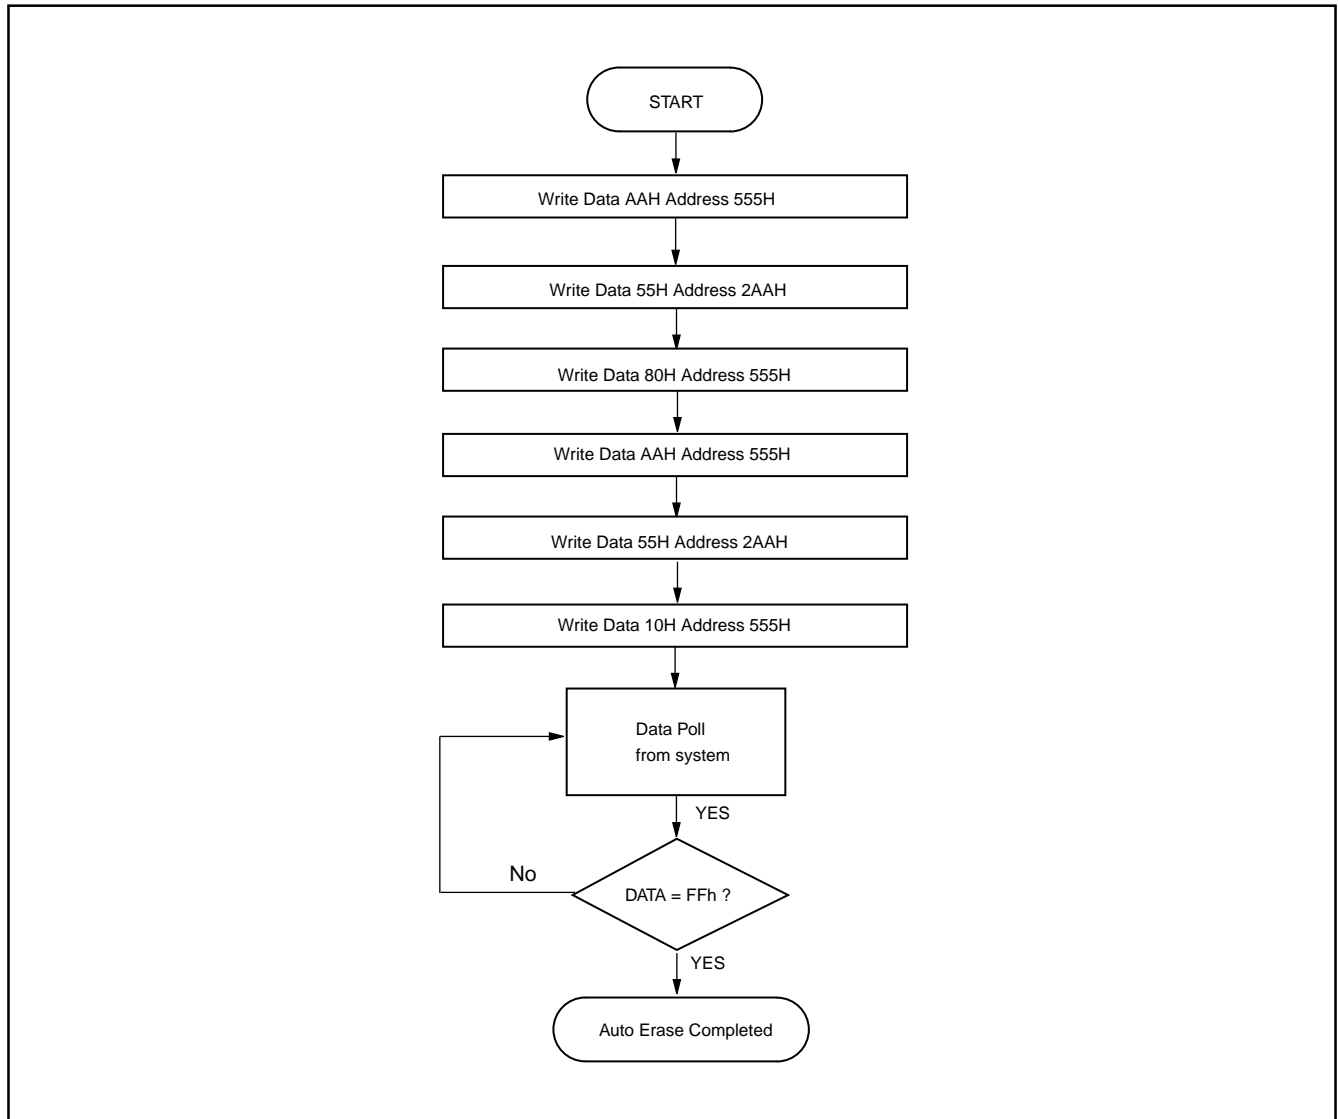 START
Write Data AAH Address 555H
Write Data 55H Address 2AAH
Write Data 80H Address 555H
Write Data AAH Address 555H
Write Data 55H Address 2AAH
Write Data 10H Address 555H
Data Poll
from system
YES
No
DATA = FFh ?
YES
Auto Erase Completed